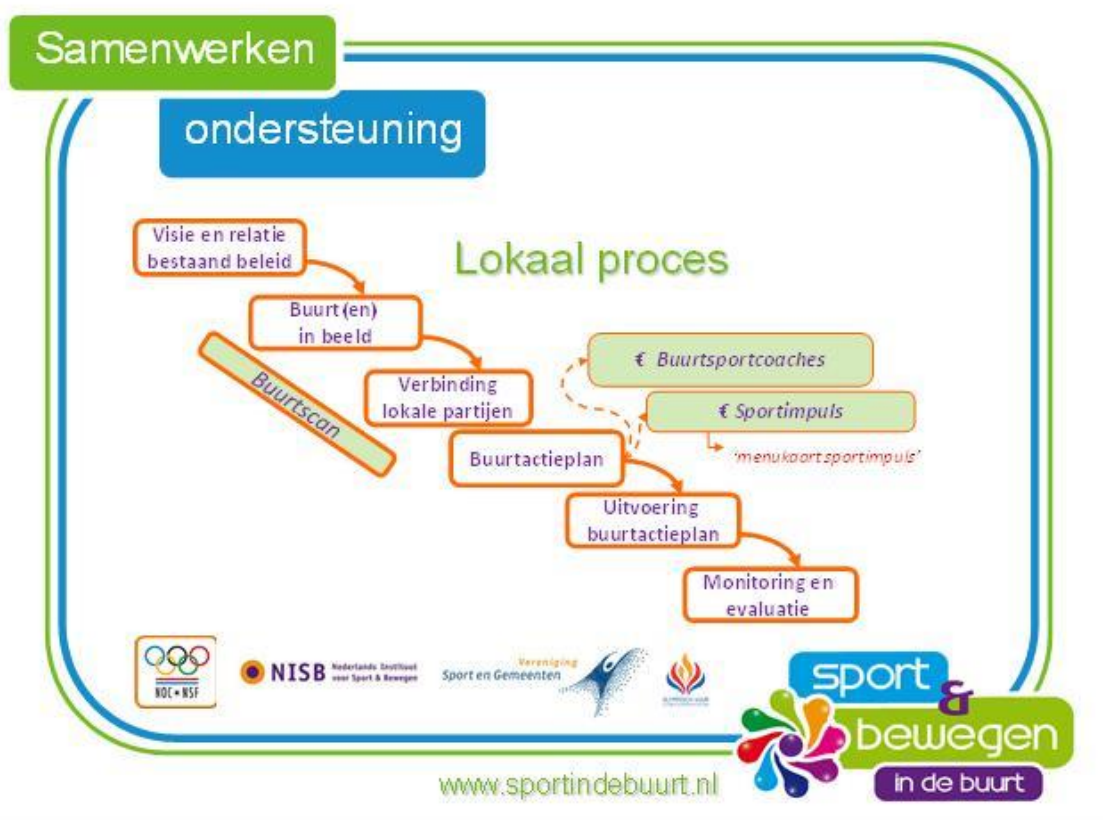 Samenwerken
ondersteuning
Lokaal proces
Visie en relatie
bestaand beleid
Buurt (en)
in beeld
Buurtscan
Verbinding
lokale partijen
Buurtactieplan
€ Buurtsportcoaches
€ Sportimpuls
'menukaart sportimpuls'
Uitvoering
buurtactieplan
Monitoring en
evaluatie
NOC*NSF
NISB Nederlands Instituut
voor Sport & Bewegen
Vereniging
Sport en Gemeenten
sport
&
bewegen
in de buurt
www.sportindebuurt.nl